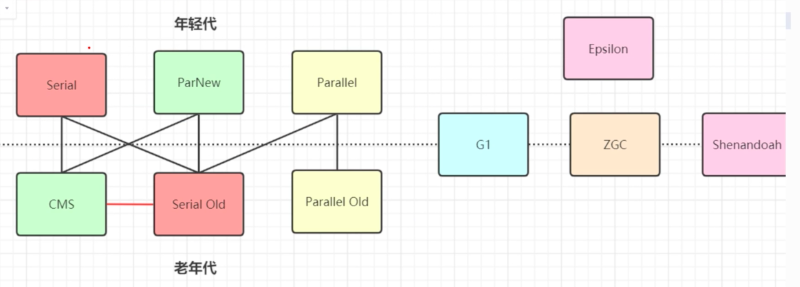 年轻代
Epsilon
Serial
ParNew
Parallel
G1
ZGC
Shenandoah
CMS
Serial Old
Parallel Old
老年代